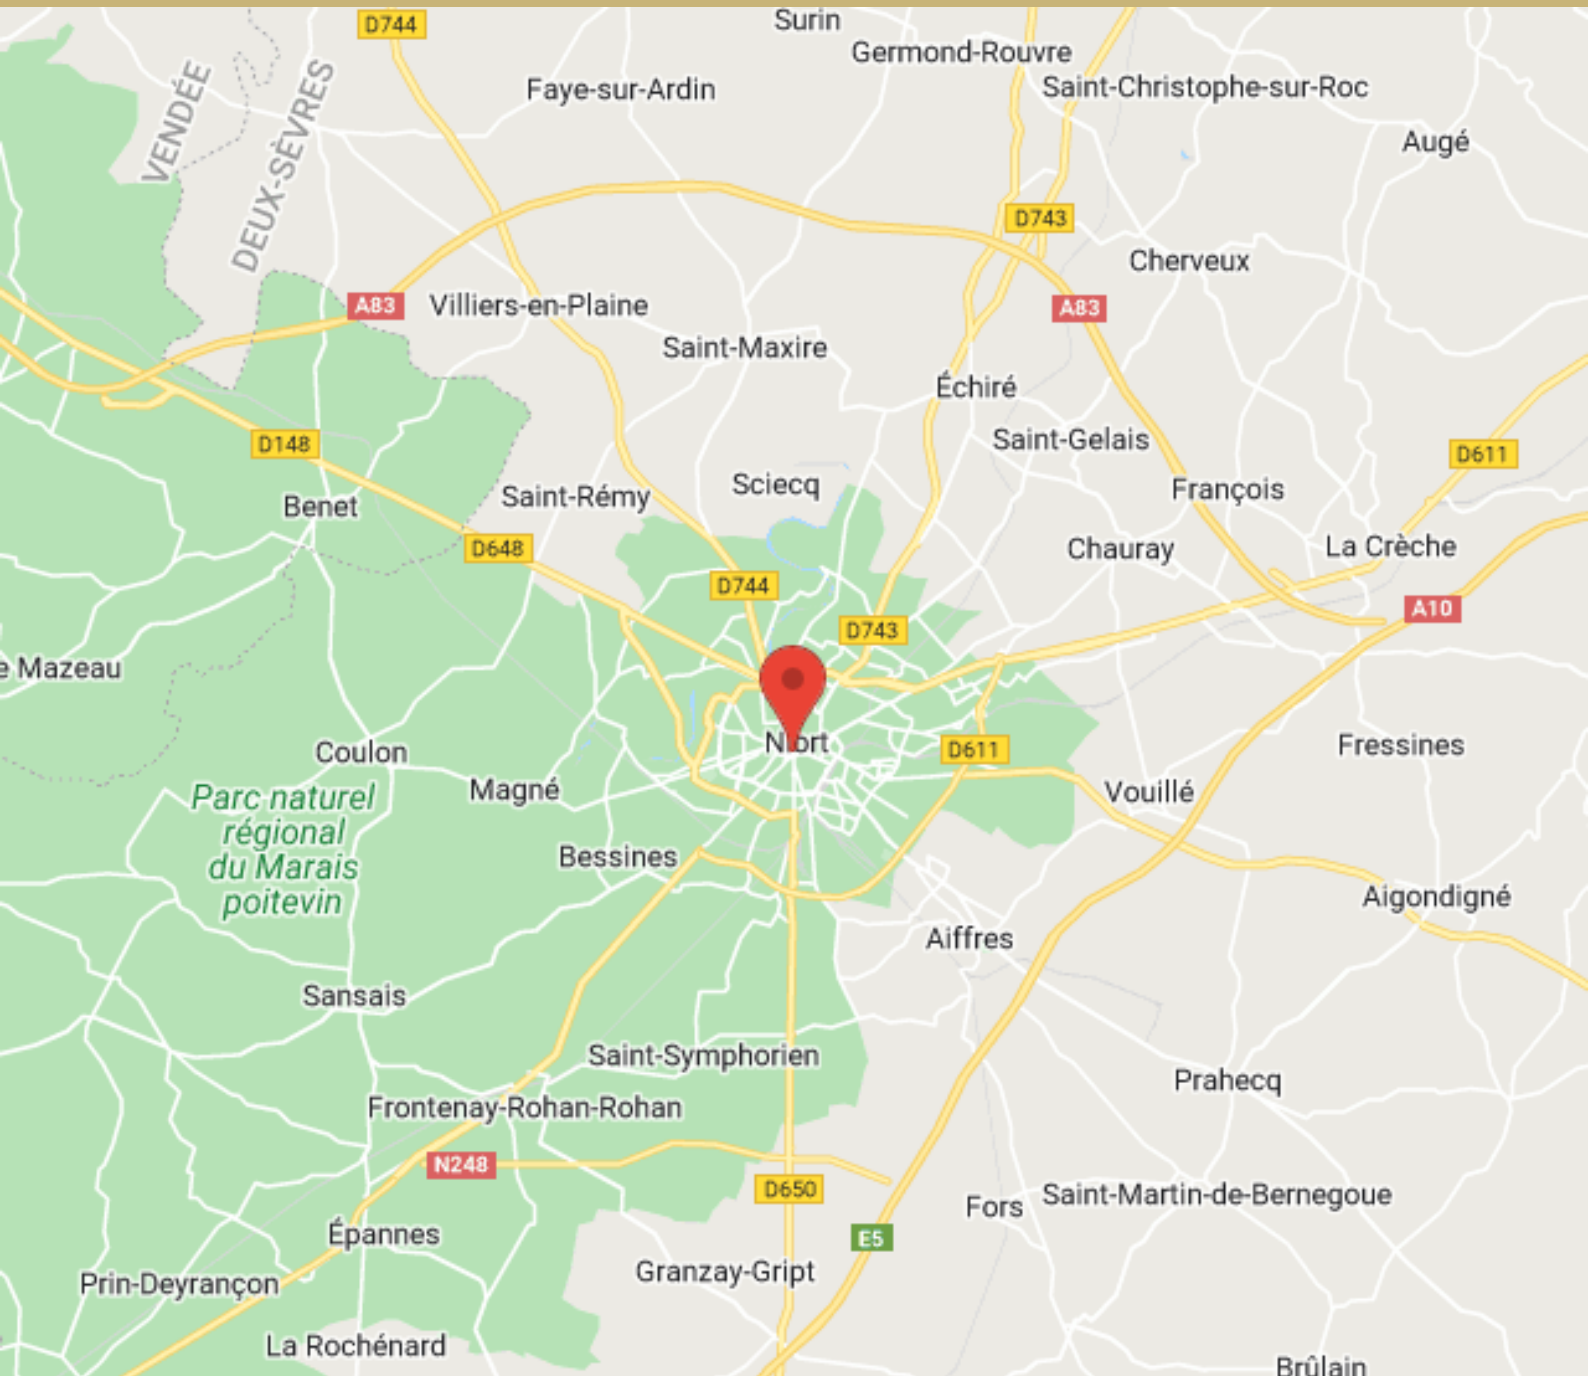 Surin
D744
Germond-Rouvre
Faye-sur-Ardin
Saint-Christophe-sur-Roc
VENDÉE
DEUX-SÈVRES
Augé
D743
Cherveux
A83
Villiers-en-Plaine
A83
Saint-Maxire
Échiré
D148
Saint-Gelais
D611
Sciecq
François
Saint-Rémy
Benet
D648
Chauray
La Crèche
D744
A10
D743
e Mazeau
Niort
D611
Fressines
Coulon
Magné
Vouillé
Parc naturel
régional
du Marais
poitevin
Bessines
Aigondigné
Aiffres
Sansais
Saint-Symphorien
Prahecq
Frontenay-Rohan-Rohan
N248
D650
Saint-Martin-de-Bernegoue
Fors
Épannes
E5
Granzay-Gript
Prin-Deyrançon
La Rochénard
Brûlain